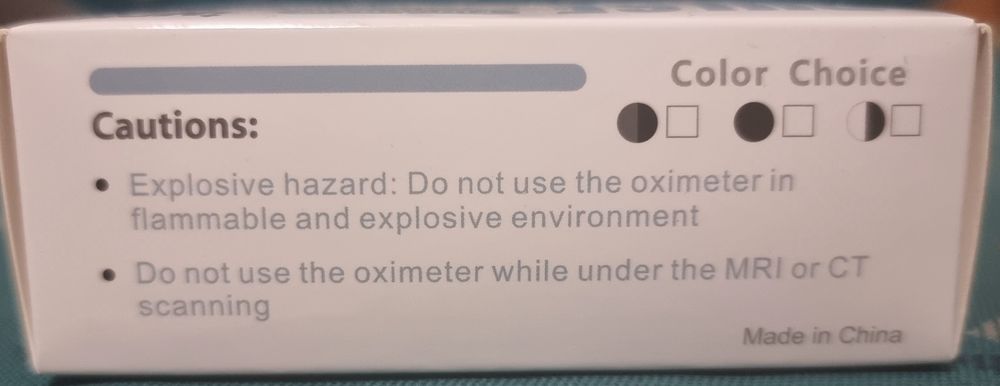 Color Choice
Cautions:
• Explosive hazard: Do not use the oximeter in
flammable and explosive environment
• Do not use the oximeter while under the MRI or CT
scanning
Made in China